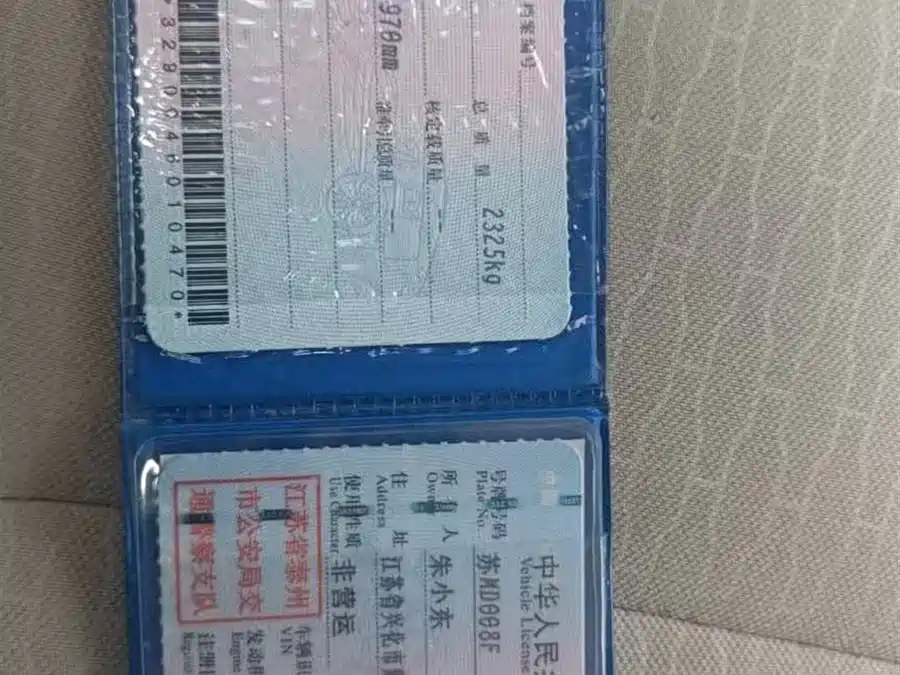 档案编号
总质量 2325kg
核定载质量 --
准牵引总质量 --
970mm
*3290046010470*
中华人民
Vehicle License
号牌号码 苏MD008F
Plate No.
所有人 朱小东
住址 江苏省兴化市
Address
使用性质 非营运
Use Character
江苏省泰州
市公安局交
通警察支队
车辆识
VIN
发动机
Engine
注册